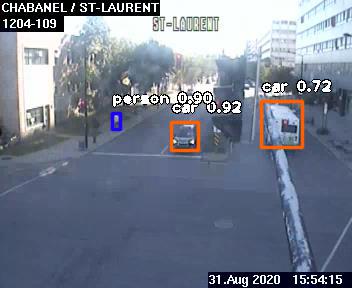 CHABANEL / ST-LAURENT
1204-109
ST-LAURENT
person 0.90
car 0.92
car 0.72
31.Aug 2020 15:54:15